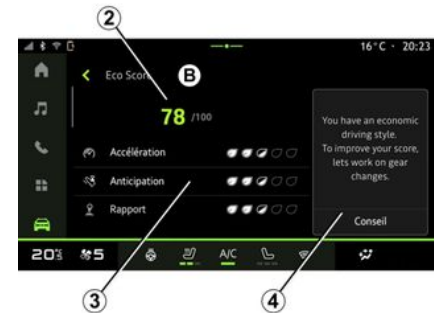 2
16°C · 20:23
Eco Score
B
78 /100
You have an economic
driving style.
To improve your score,
lets work on gear
changes.
Accélération
Anticipation
Rapport
Conseil
20.5
5
A/C
3
4